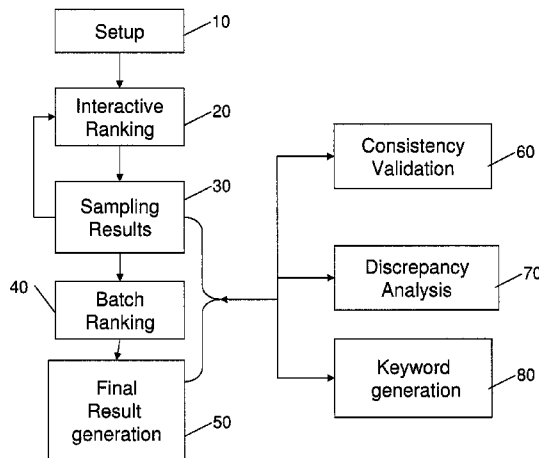 Setup
10
Interactive
Ranking
20
Sampling
Results
30
Batch
Ranking
40
Final
Result
generation
50
Consistency
Validation
60
Discrepancy
Analysis
70
Keyword
generation
80